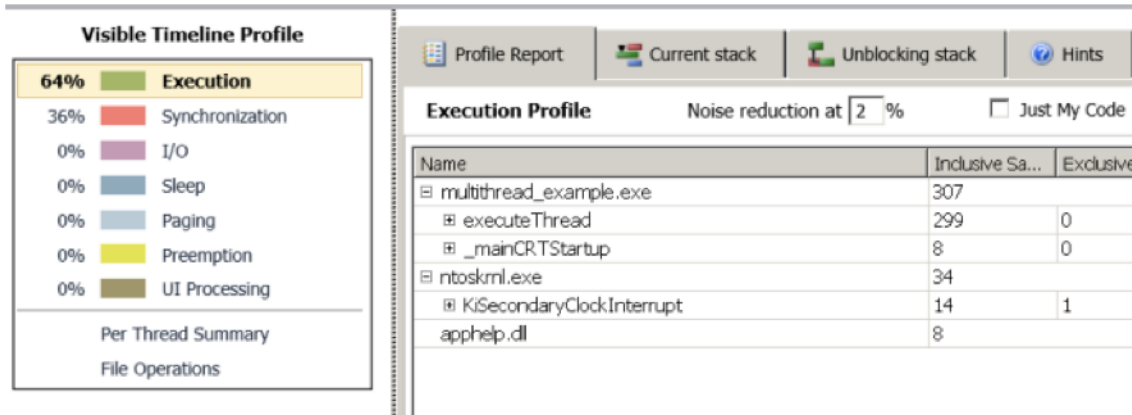 Visible Timeline Profile
64% Execution
36% Synchronization
0% I/O
0% Sleep
0% Paging
0% Preemption
0% UI Processing
Per Thread Summary
File Operations
Profile Report Current stack Unblocking stack Hints
Execution Profile Noise reduction at 2 % Just My Code
Name Inclusive Sa... Exclusive
multithread_example.exe 307
executeThread 299 0
_mainCRTStartup 8 0
ntoskrnl.exe 34
KiSecondaryClockInterrupt 14 1
apphelp.dll 8